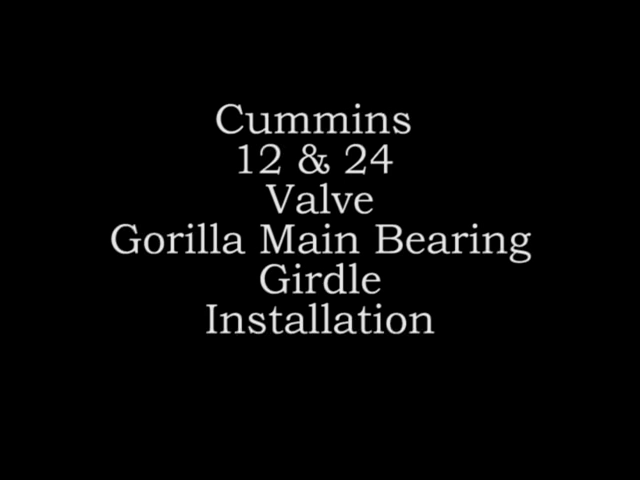 Cummins
12 & 24
Valve
Gorilla Main Bearing
Girdle
Installation